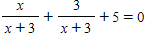 x/(x+3) + 3/(x+3) + 5 = 0